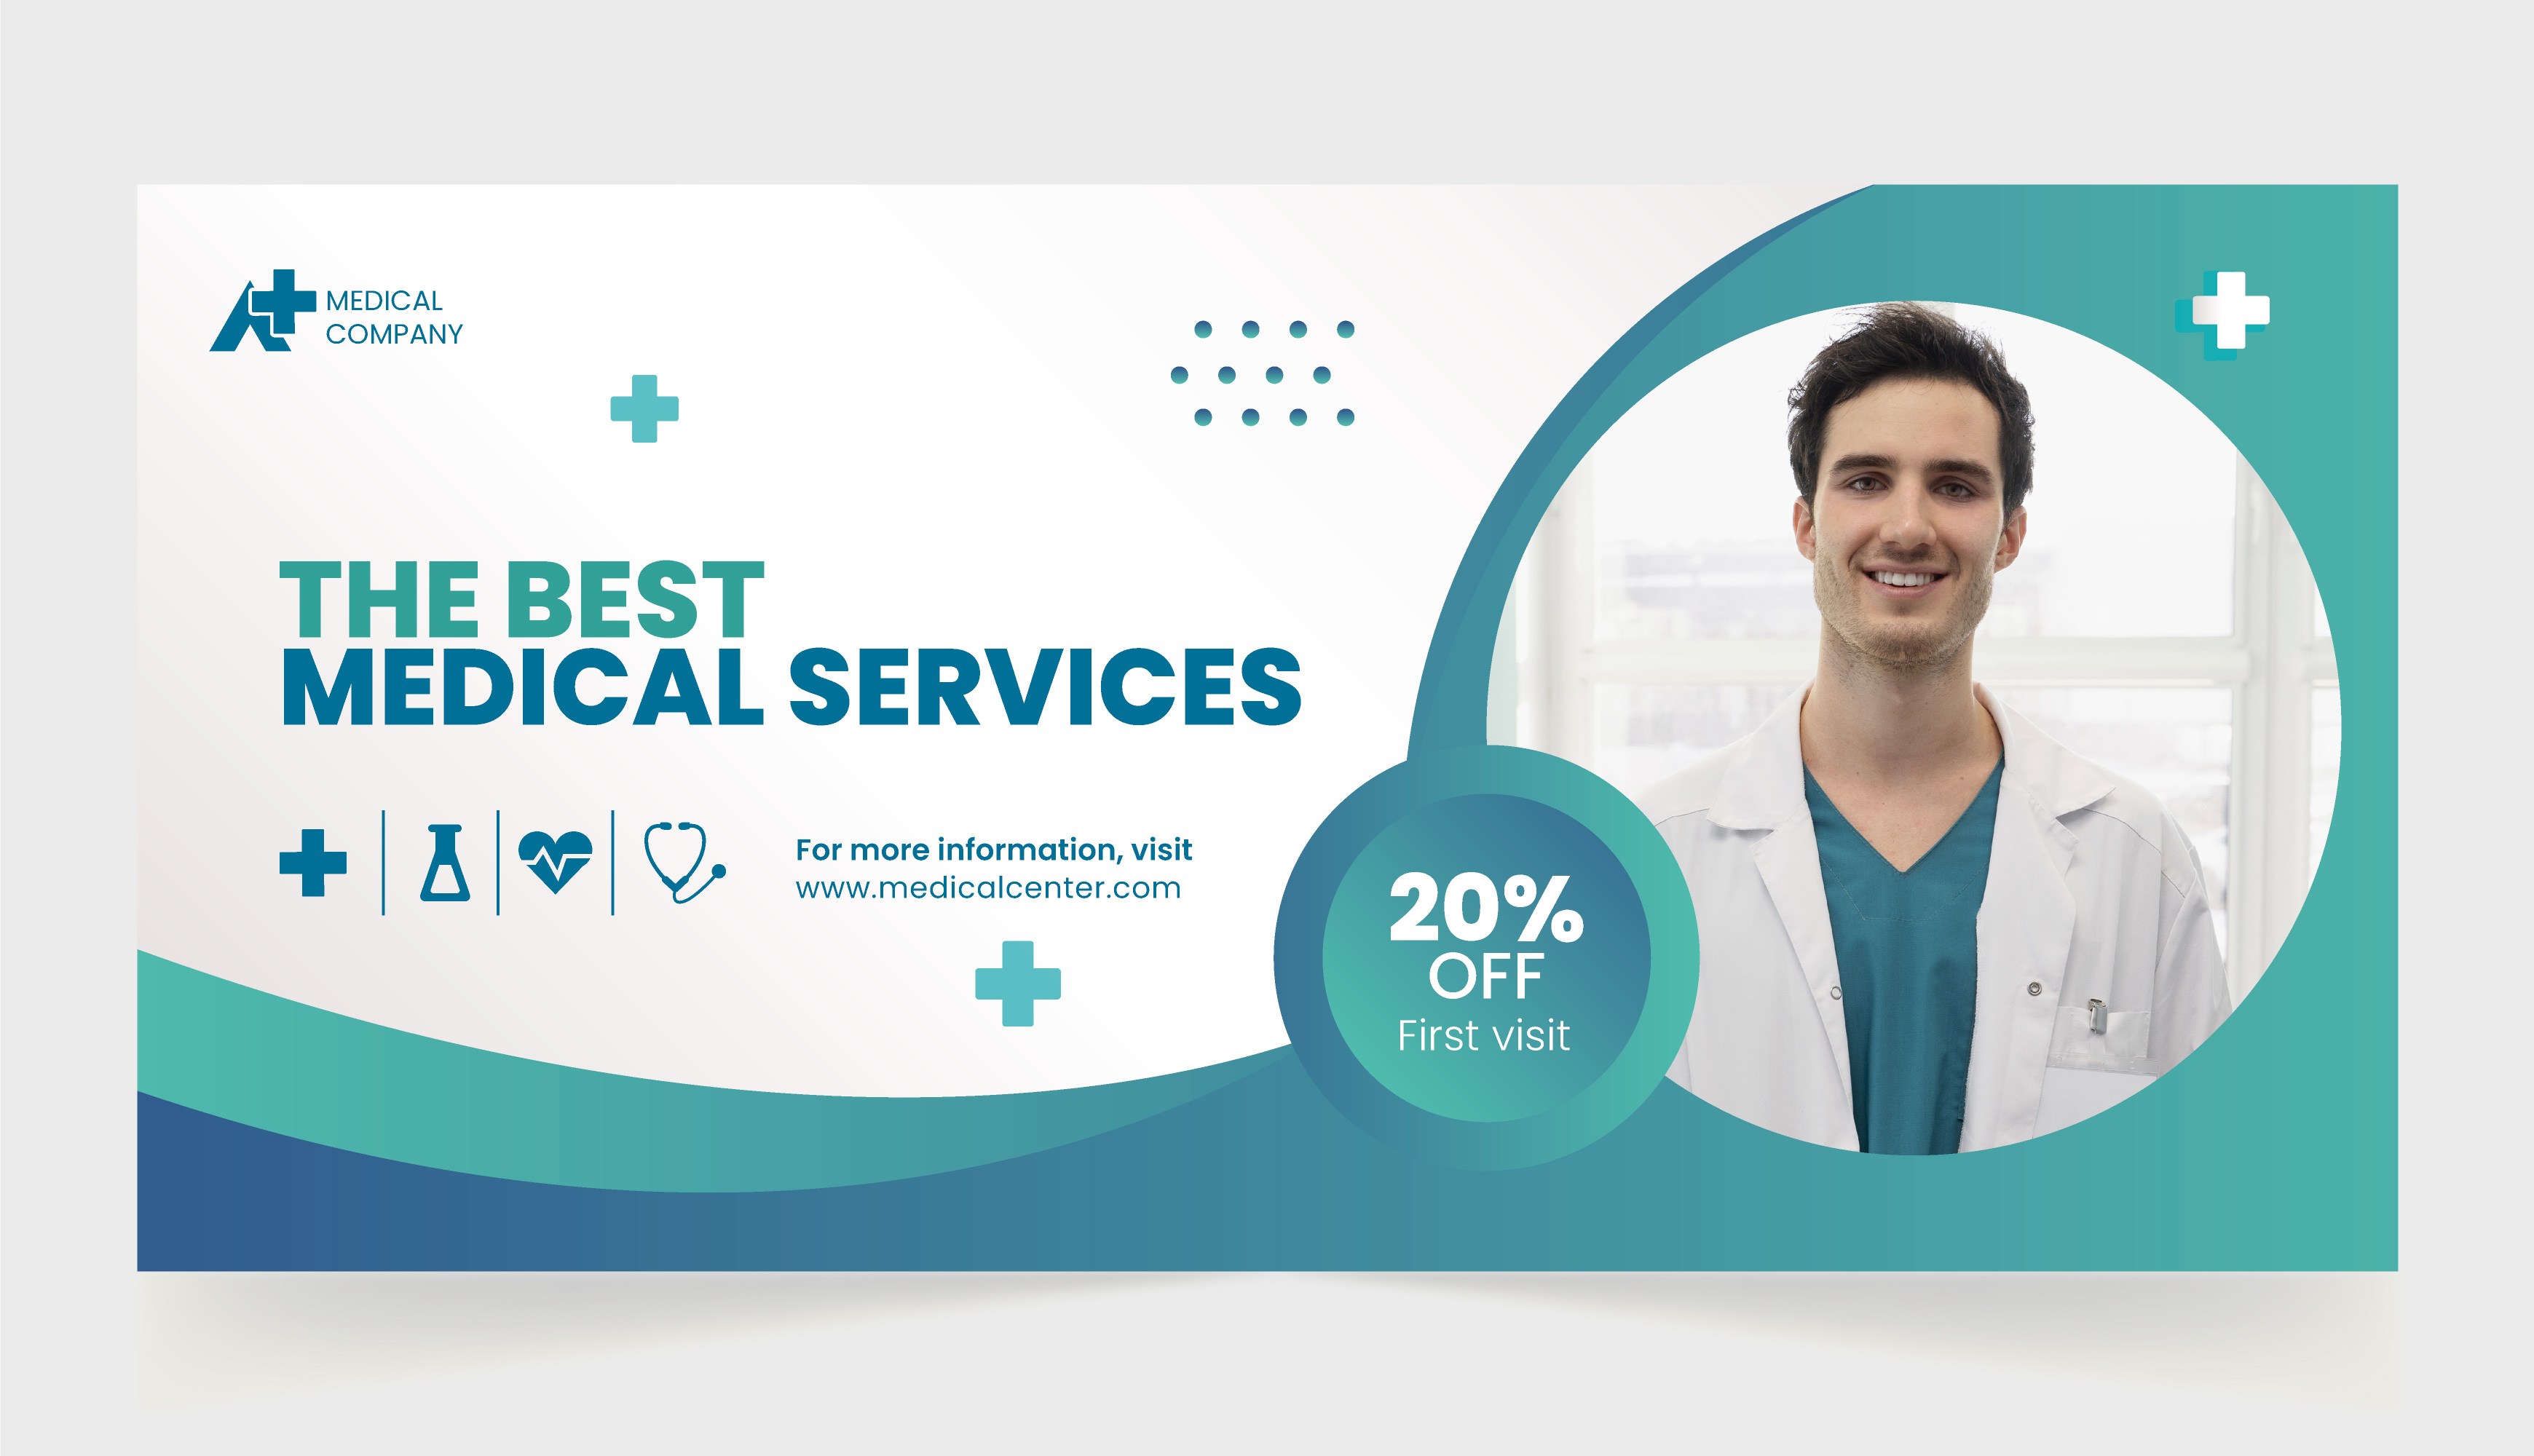 MEDICAL
COMPANY
THE BEST
MEDICAL SERVICES
For more information, visit
www.medicalcenter.com
20%
OFF
First visit